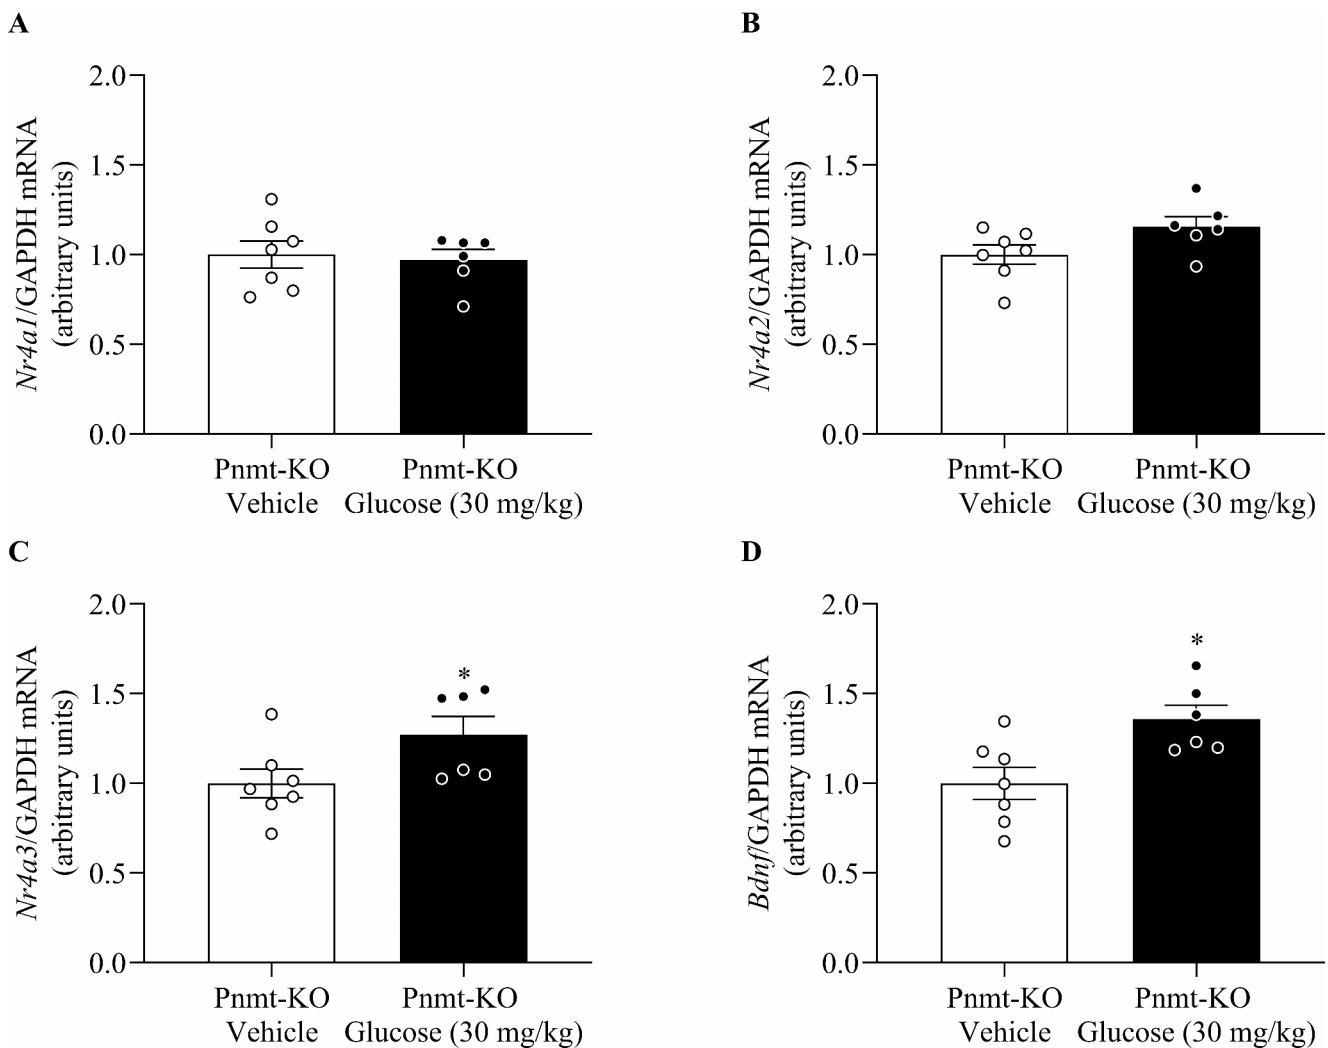 A
Nr4a1/GAPDH mRNA
(arbitrary units)
2.0
1.5
1.0
0.5
0.0
Pnmt-KO Pnmt-KO
Vehicle Glucose (30 mg/kg)
B
Nr4a2/GAPDH mRNA
(arbitrary units)
2.0
1.5
1.0
0.5
0.0
Pnmt-KO Pnmt-KO
Vehicle Glucose (30 mg/kg)
C
Nr4a3/GAPDH mRNA
(arbitrary units)
2.0
1.5
1.0
0.5
0.0
*
Pnmt-KO Pnmt-KO
Vehicle Glucose (30 mg/kg)
D
Bdnf/GAPDH mRNA
(arbitrary units)
2.0
1.5
1.0
0.5
0.0
*
Pnmt-KO Pnmt-KO
Vehicle Glucose (30 mg/kg)